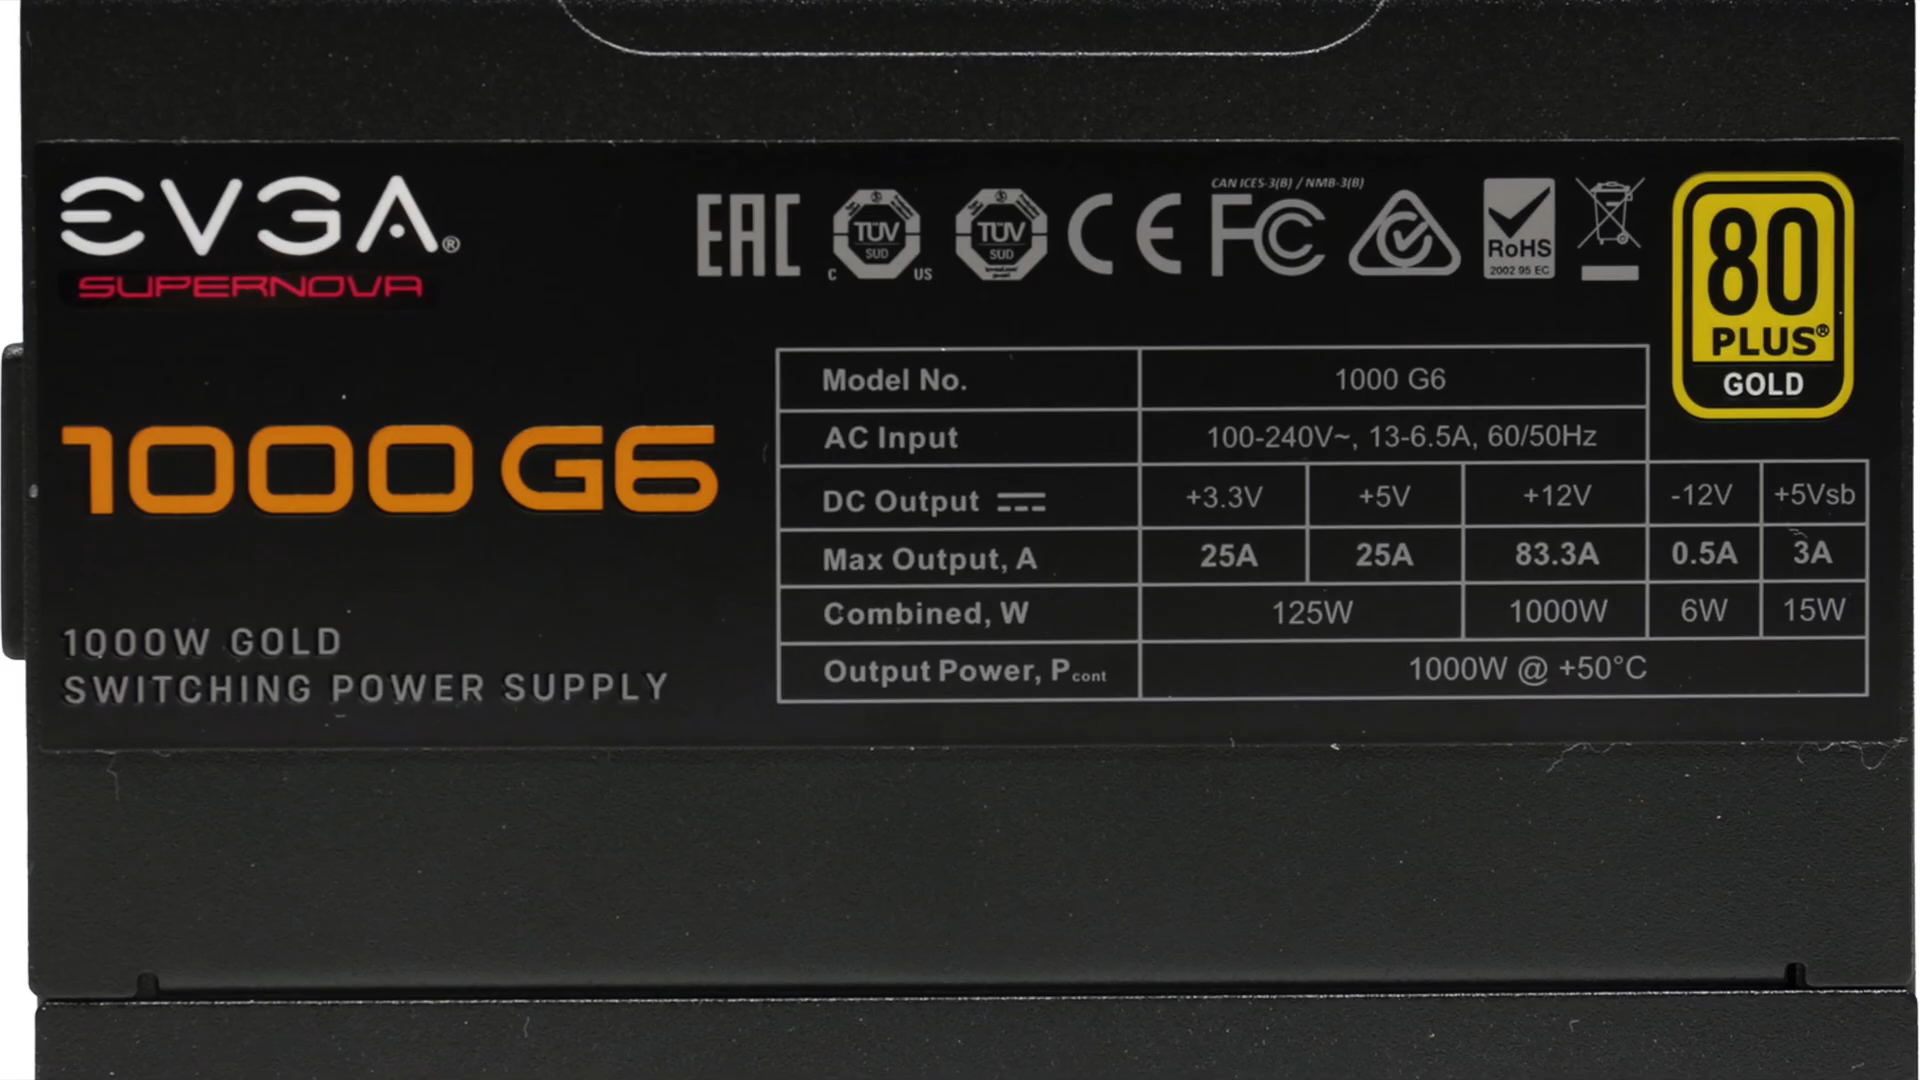 EVGA®
SUPERNOVA
1000 G6
1000W GOLD
SWITCHING POWER SUPPLY
EAC
TÜV
SUD
C US
TÜV
SUD
CE
CAN ICES-3(B) / NMB-3(B)
FC
RoHS
2002 95 EC
80
PLUS®
GOLD
Model No. 1000 G6
AC Input 100-240V~, 13-6.5A, 60/50Hz
DC Output +3.3V +5V +12V -12V +5Vsb
Max Output, A 25A 25A 83.3A 0.5A 3A
Combined, W 125W 1000W 6W 15W
Output Power, Pcont 1000W @ +50°C